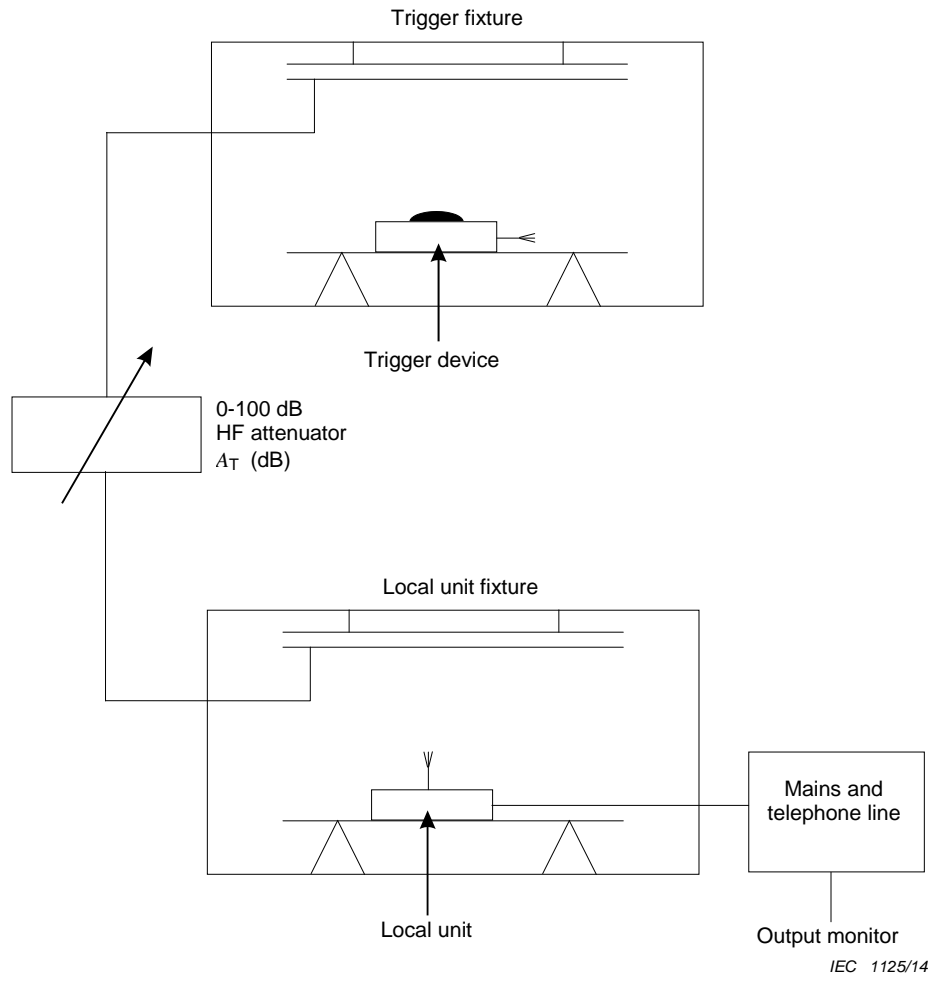 Trigger fixture
Trigger device
0-100 dB
HF attenuator
AT (dB)
Local unit fixture
Mains and
telephone line
Local unit
Output monitor
IEC 1125/14